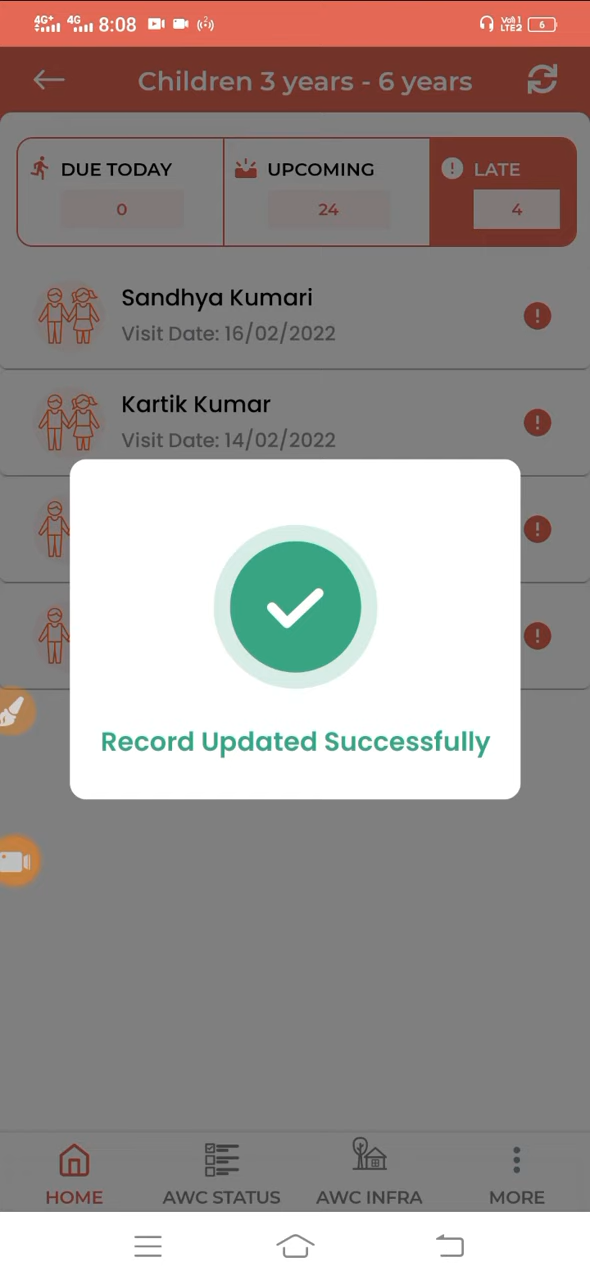 4G+ 4G 8:08 Vo)) 1 LTE2 6
Children 3 years - 6 years
DUE TODAY
0
UPCOMING
24
LATE
4
Sandhya Kumari
Visit Date: 16/02/2022
Kartik Kumar
Visit Date: 14/02/2022
Record Updated Successfully
HOME
AWC STATUS
AWC INFRA
MORE